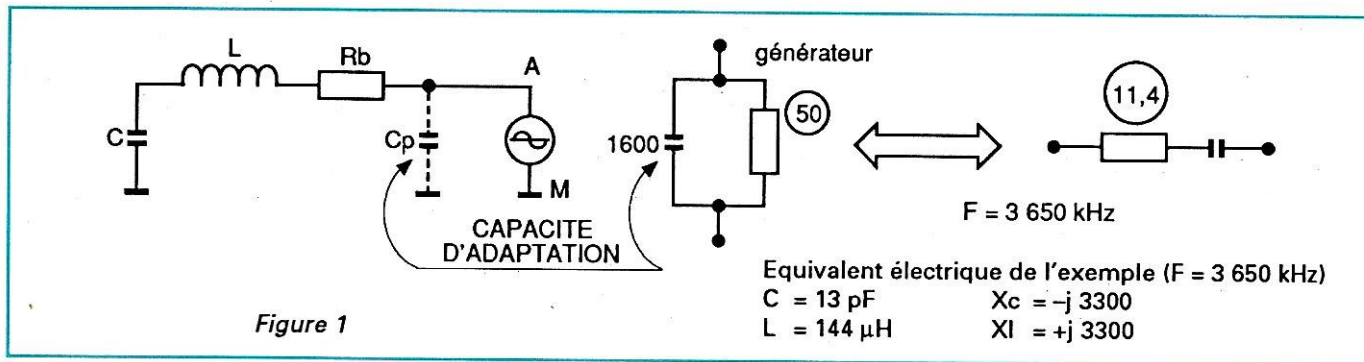 L
Rb
A
C
Cp
M
CAPACITE
D'ADAPTATION
générateur
1600
50
11,4
F = 3 650 kHz
Equivalent électrique de l'exemple (F = 3 650 kHz)
C = 13 pF Xc = –j 3300
L = 144 µH Xl = +j 3300
Figure 1